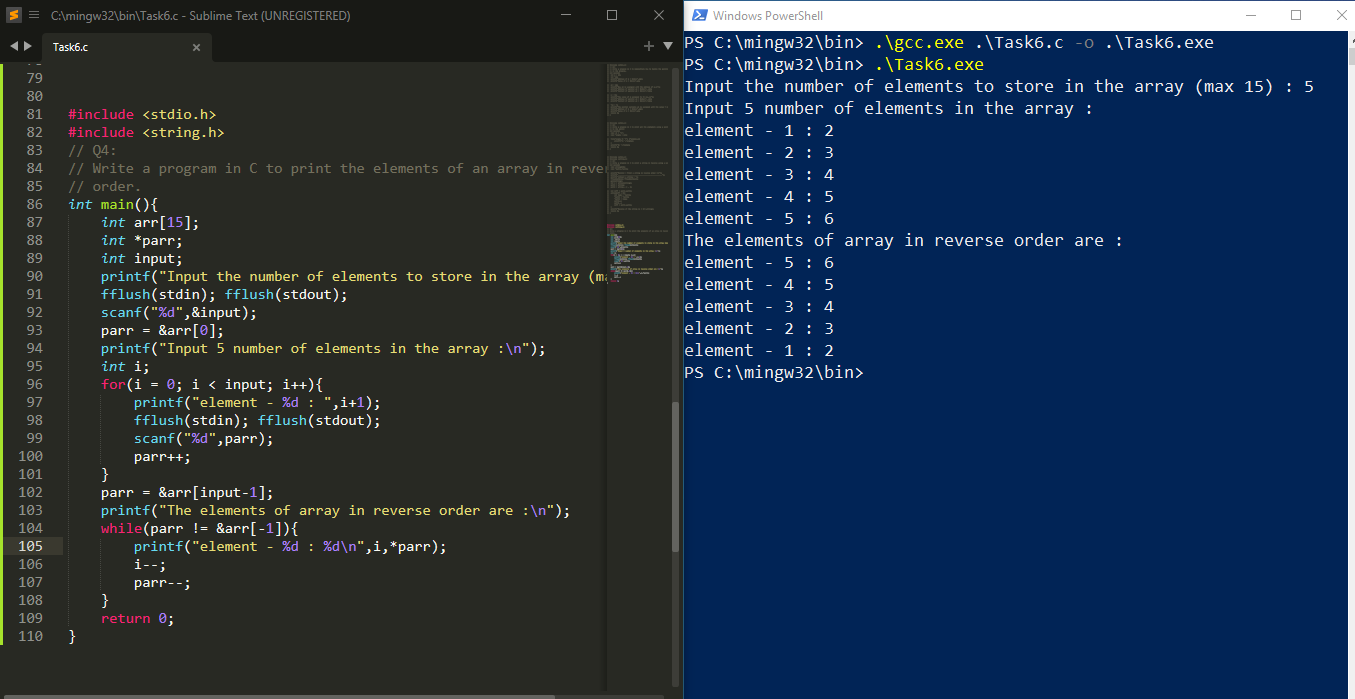 C:\mingw32\bin\Task6.c - Sublime Text (UNREGISTERED)
Task6.c
79
80
81 #include <stdio.h>
82 #include <string.h>
83 // Q4:
84 // Write a program in C to print the elements of an array in reve
85 // order.
86 int main(){
87 int arr[15];
88 int *parr;
89 int input;
90 printf("Input the number of elements to store in the array (ma
91 fflush(stdin); fflush(stdout);
92 scanf("%d",&input);
93 parr = &arr[0];
94 printf("Input 5 number of elements in the array :\n");
95 int i;
96 for(i = 0; i < input; i++){
97 printf("element - %d : ",i+1);
98 fflush(stdin); fflush(stdout);
99 scanf("%d",parr);
100 parr++;
101 }
102 parr = &arr[input-1];
103 printf("The elements of array in reverse order are :\n");
104 while(parr != &arr[-1]){
105 printf("element - %d : %d\n",i,*parr);
106 i--;
107 parr--;
108 }
109 return 0;
110 }
Windows PowerShell
PS C:\mingw32\bin> .\gcc.exe .\Task6.c -o .\Task6.exe
PS C:\mingw32\bin> .\Task6.exe
Input the number of elements to store in the array (max 15) : 5
Input 5 number of elements in the array :
element - 1 : 2
element - 2 : 3
element - 3 : 4
element - 4 : 5
element - 5 : 6
The elements of array in reverse order are :
element - 5 : 6
element - 4 : 5
element - 3 : 4
element - 2 : 3
element - 1 : 2
PS C:\mingw32\bin>